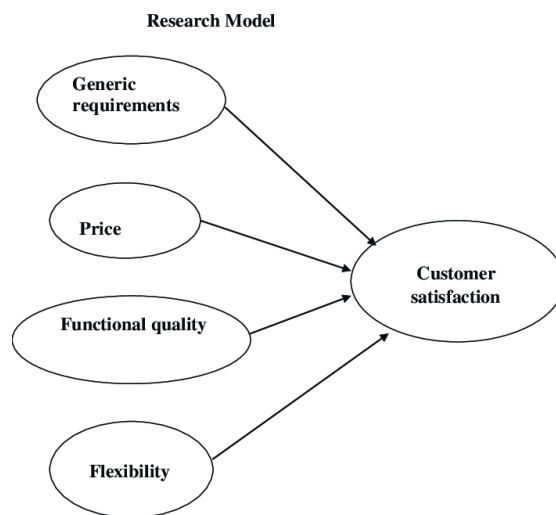 Research Model
Generic
requirements
Price
Functional quality
Flexibility
Customer
satisfaction